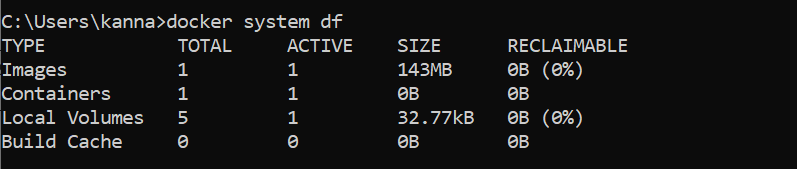 C:\Users\kanna>docker system df
TYPE TOTAL ACTIVE SIZE RECLAIMABLE
Images 1 1 143MB 0B (0%)
Containers 1 1 0B 0B
Local Volumes 5 1 32.77kB 0B (0%)
Build Cache 0 0 0B 0B